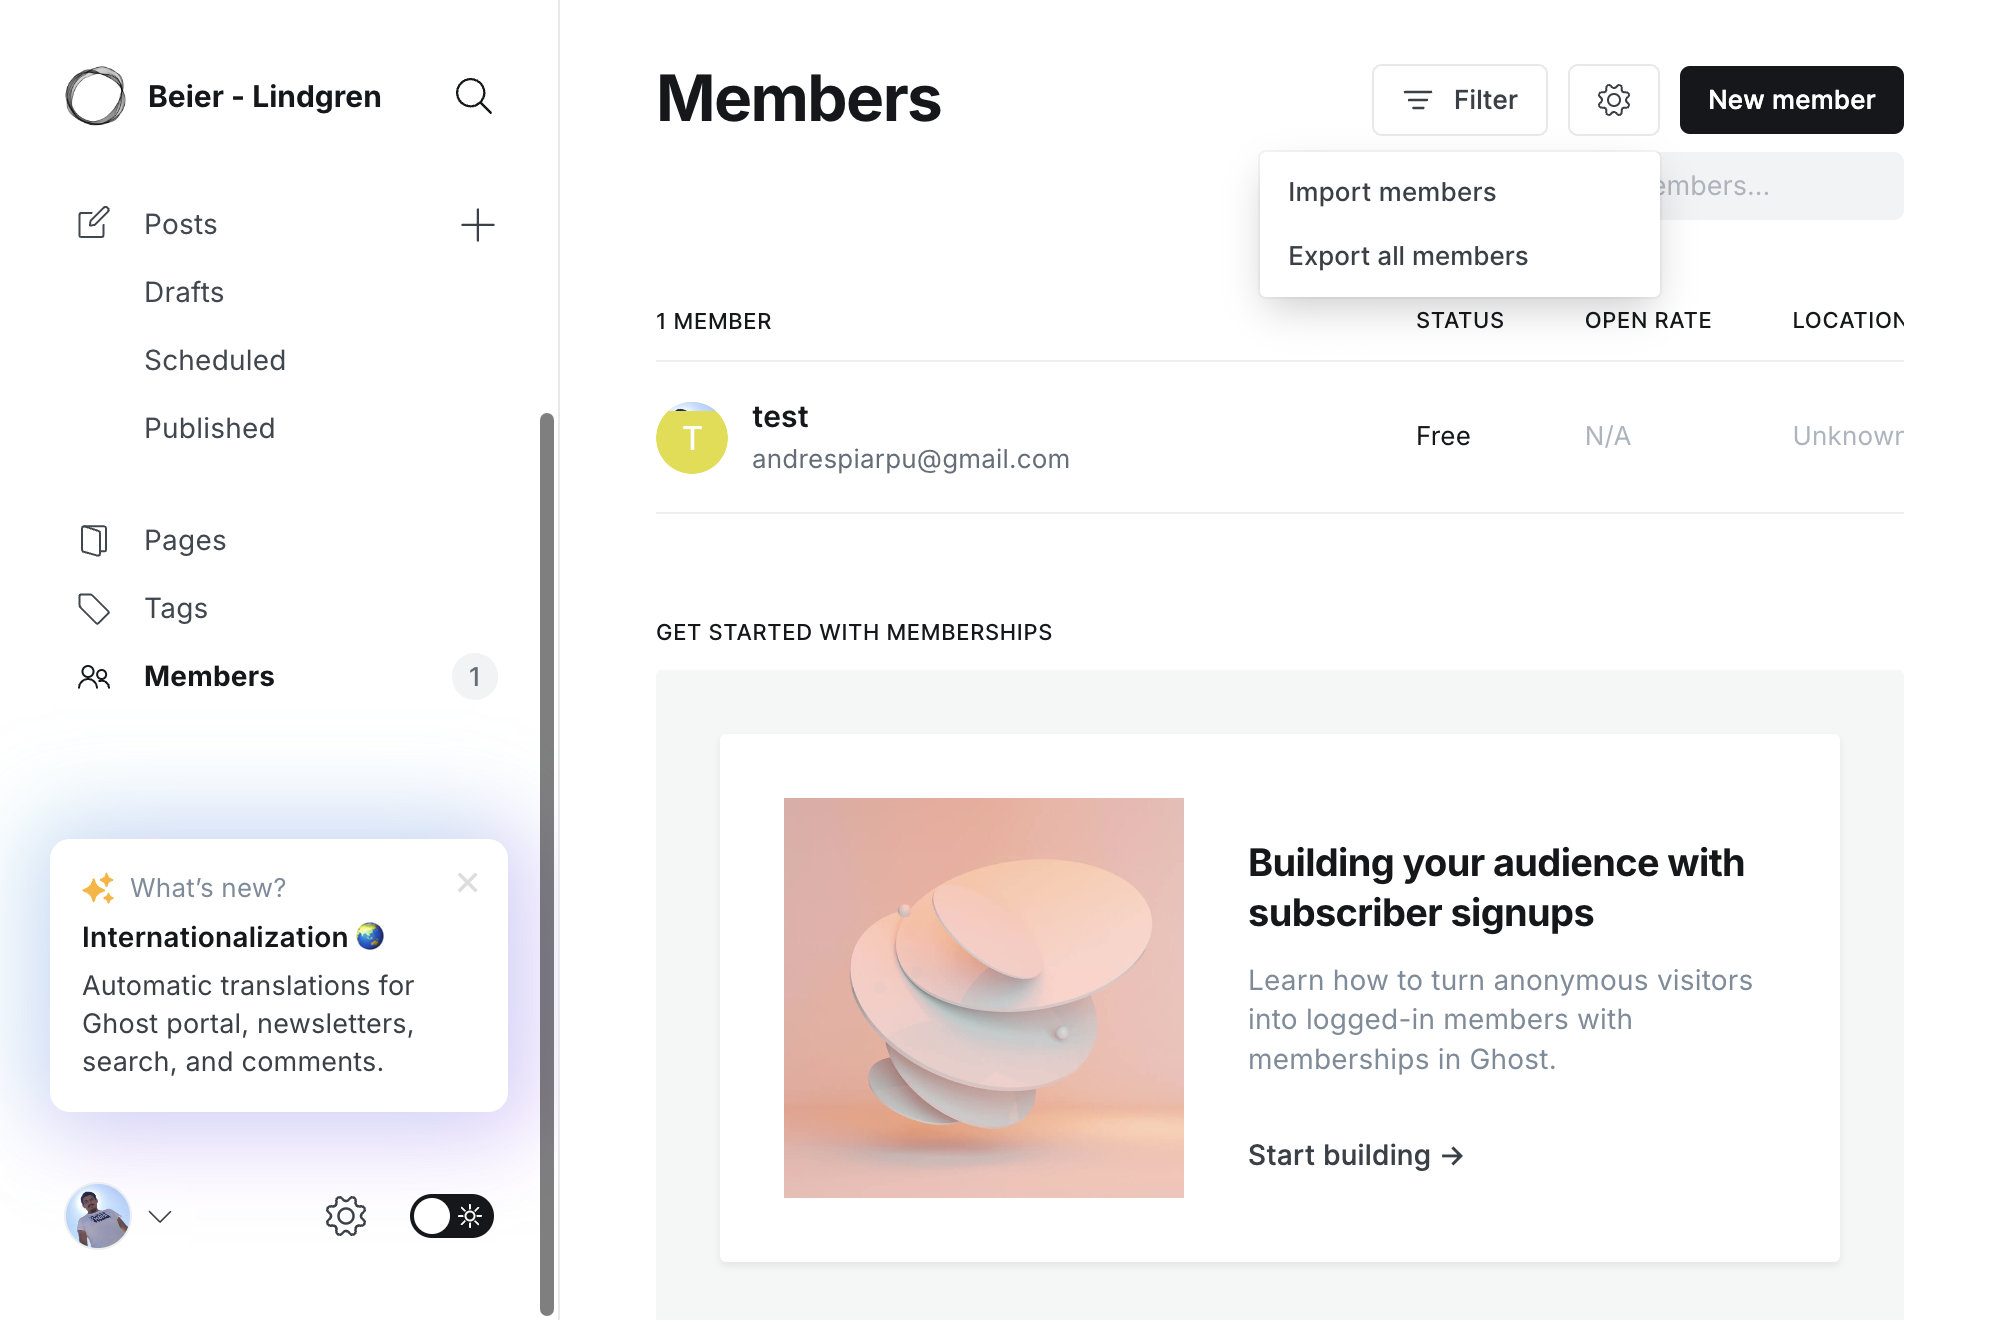 Beier - Lindgren
Posts
Drafts
Scheduled
Published
Pages
Tags
Members
1
What's new?
Internationalization
Automatic translations for
Ghost portal, newsletters,
search, and comments.
Members
Filter
New member
Import members
Export all members
embers...
1 MEMBER
STATUS
OPEN RATE
LOCATION
T
test
andrespiarpu@gmail.com
Free
N/A
Unknown
GET STARTED WITH MEMBERSHIPS
Building your audience with
subscriber signups
Learn how to turn anonymous visitors
into logged-in members with
memberships in Ghost.
Start building →